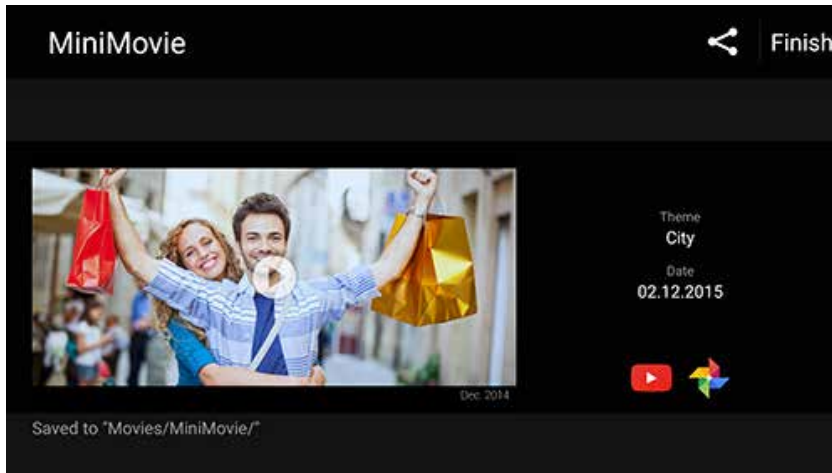 MiniMovie
Finish
Theme
City
Date
02.12.2015
Dec. 2014
Saved to "Movies/MiniMovie/"